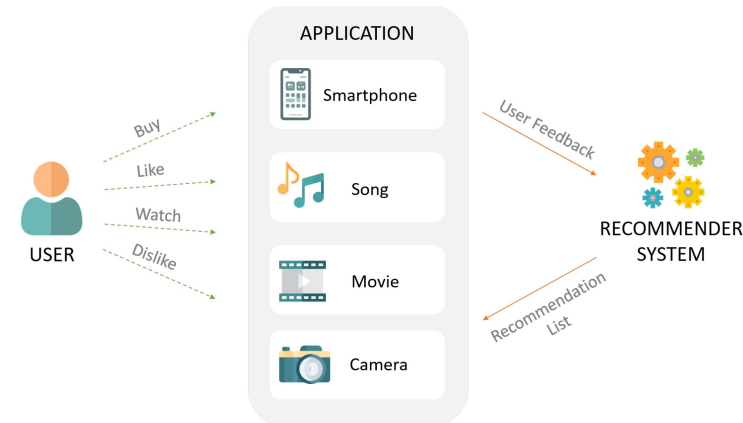 APPLICATION
Smartphone
Song
Movie
Camera
Buy
Like
Watch
Dislike
USER
User Feedback
RECOMMENDER
SYSTEM
Recommendation
List